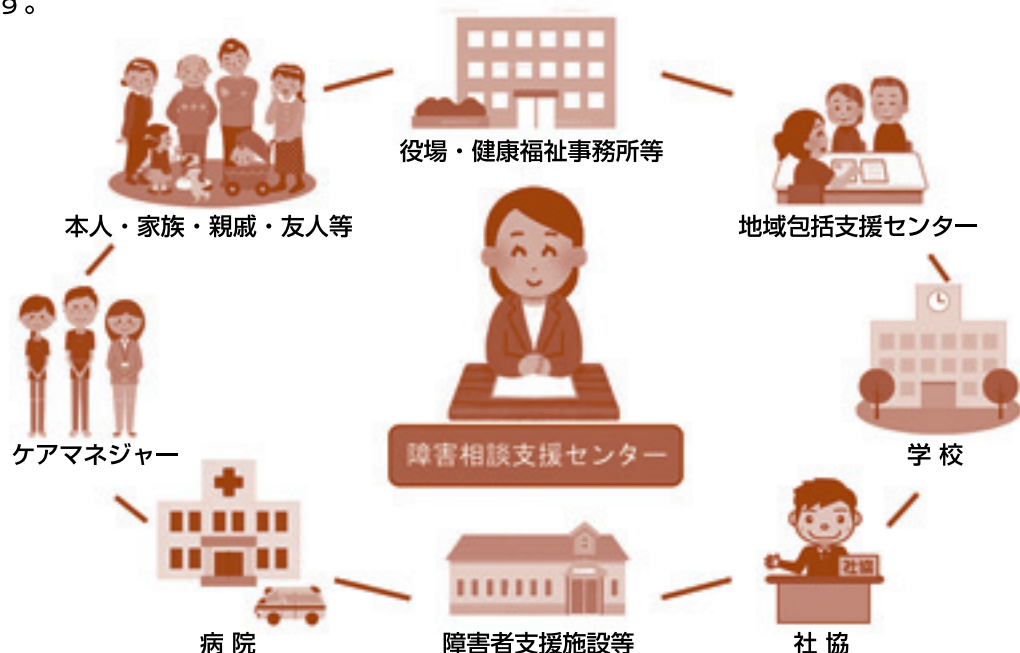 す。
役場・健康福祉事務所等
本人・家族・親戚・友人等
地域包括支援センター
ケアマネジャー
障害相談支援センター
学 校
社協
病 院
障害者支援施設等
社 協